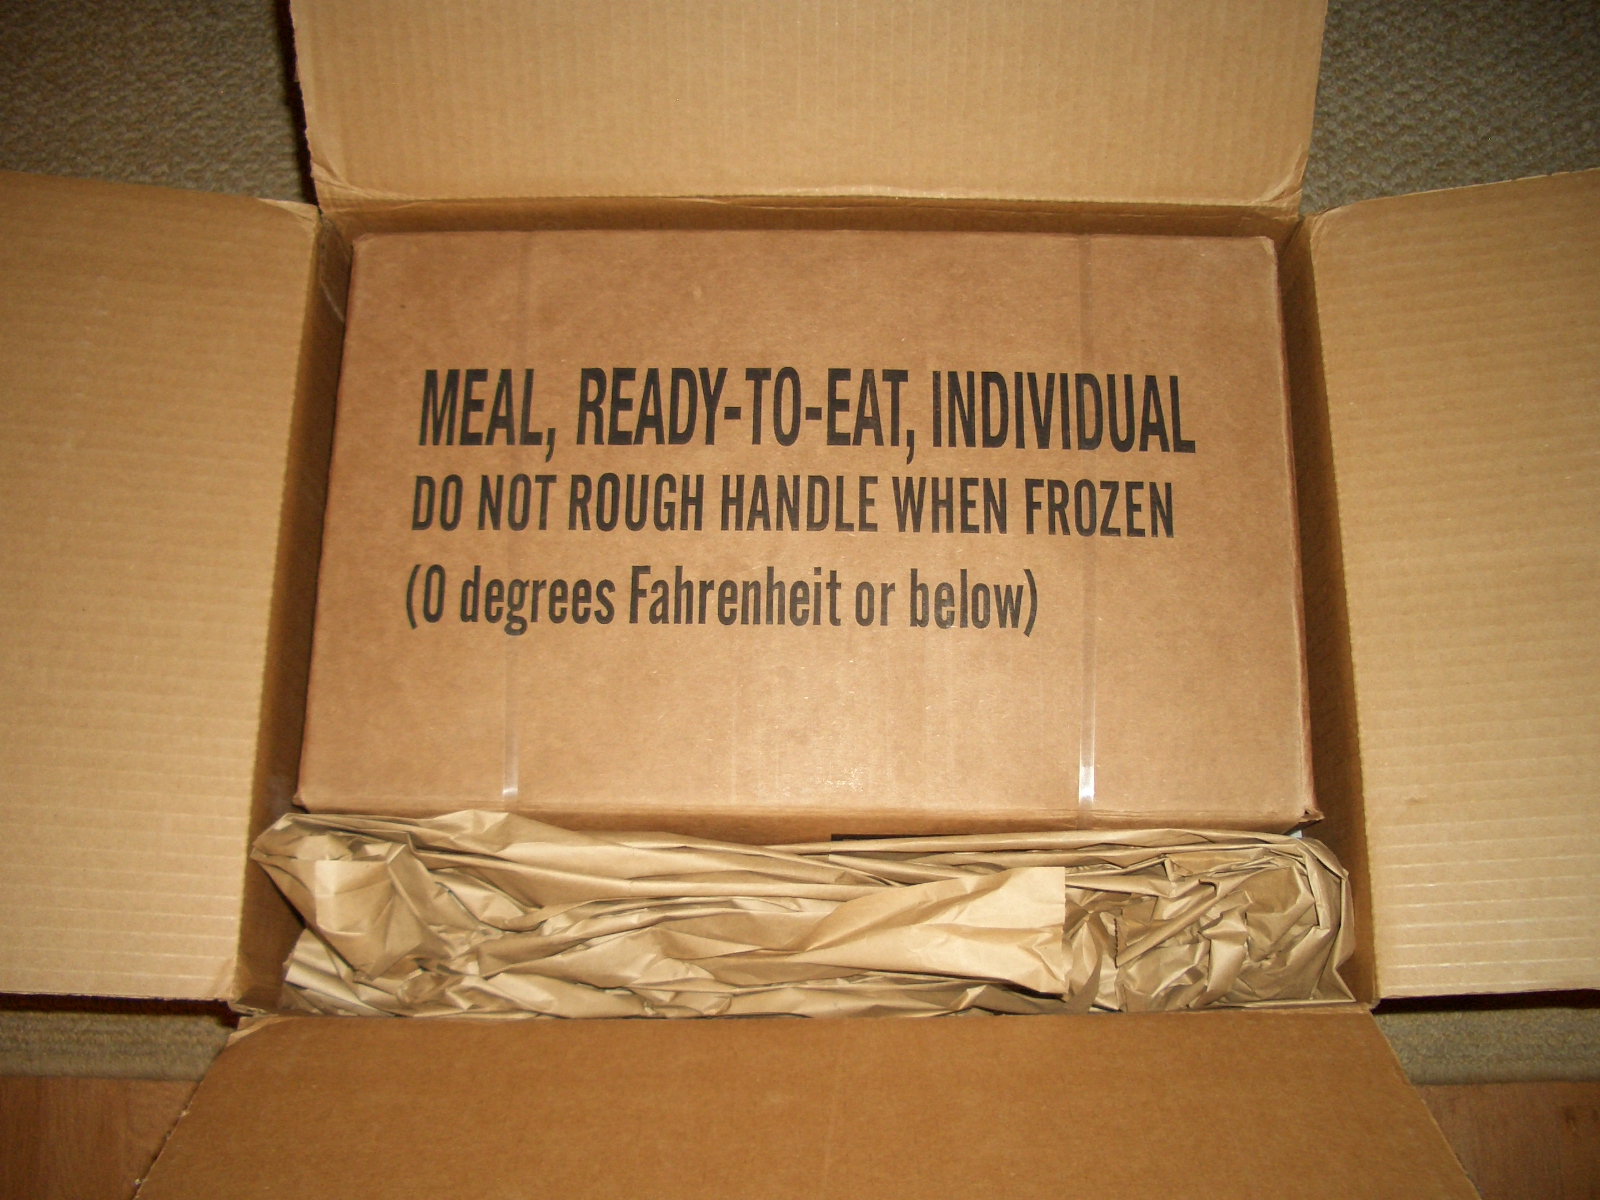 MEAL, READY-TO-EAT, INDIVIDUAL
DO NOT ROUGH HANDLE WHEN FROZEN
(0 degrees Fahrenheit or below)